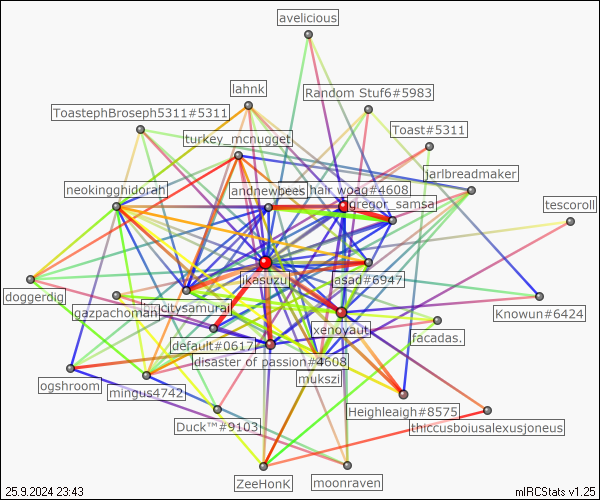 avelicious
lahnk
Random Stuf6#5983
ToastephBroseph5311#5311
Toast#5311
turkey_mcnugget
jarlbreadmaker
neokingghidorah
andnewbees
hair woag#4608
gregor_samsa
tescoroll
ikasuzu
asad#6947
doggerdig
gazpachoman
citysamurai
Knowun#6424
xenoyaut
facadas.
default#0617
disaster of passion#4608
mukszi
ogshroom
mingus4742
Heighleaigh#8575
Duck™#9103
thiccusboiusalexusjoneus
ZeeHonK
moonraven
25.9.2024 23:43
mIRCStats v1.25